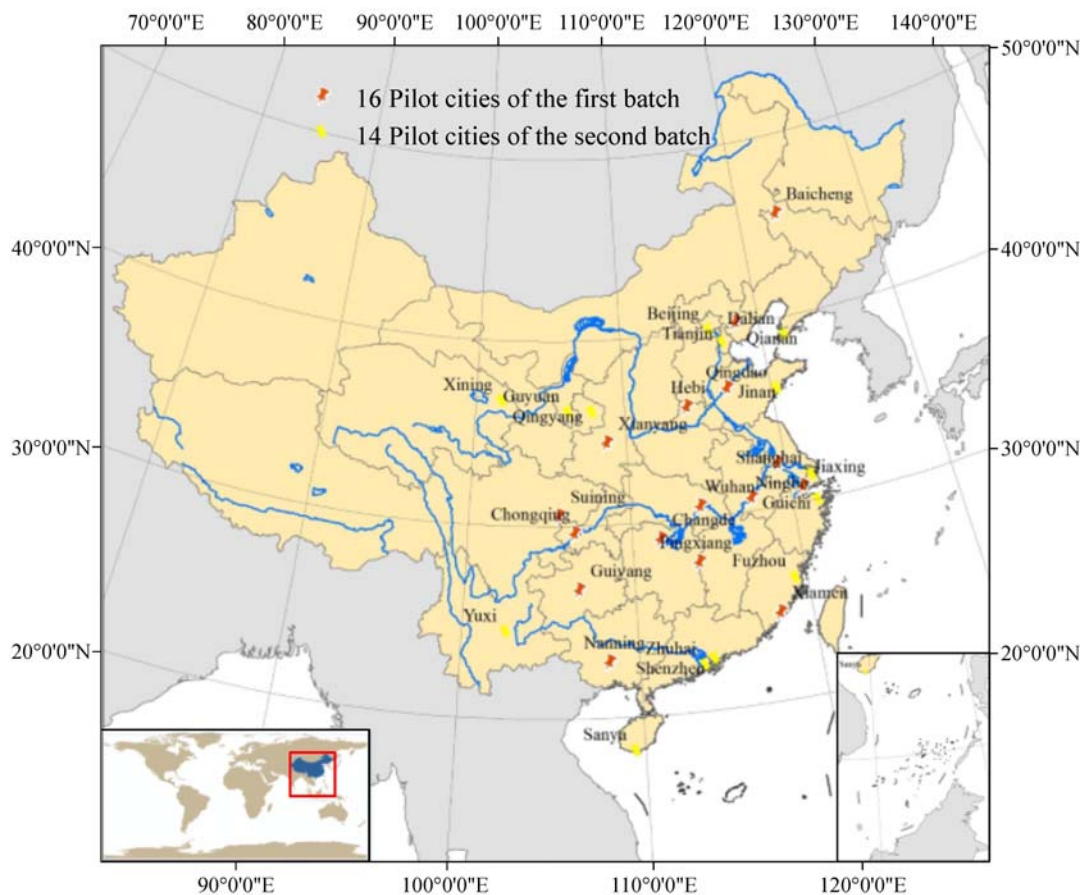 70°0'0"E 80°0'0"E 90°0'0"E 100°0'0"E 110°0'0"E 120°0'0"E 130°0'0"E 140°0'0"E
50°0'0"N
16 Pilot cities of the first batch
14 Pilot cities of the second batch
Baicheng
40°0'0"N
40°0'0"N
Beijing
Dalian
Tianjin
Qianan
Qingdao
Xining
Hebi
Jinan
Guyuan
Qingyang
Xianyang
30°0'0"N
30°0'0"N
Shanghai
Jiaxing
Wuhan
Ningbo
Suining
Guichi
Chongqing
Changde
Pingxiang
Fuzhou
Guiyang
Xiamen
Yuxi
Nanning
Zhuhai
20°0'0"N
20°0'0"N
Shenzhen
Sanya
Sanya
90°0'0"E 100°0'0"E 110°0'0"E 120°0'0"E